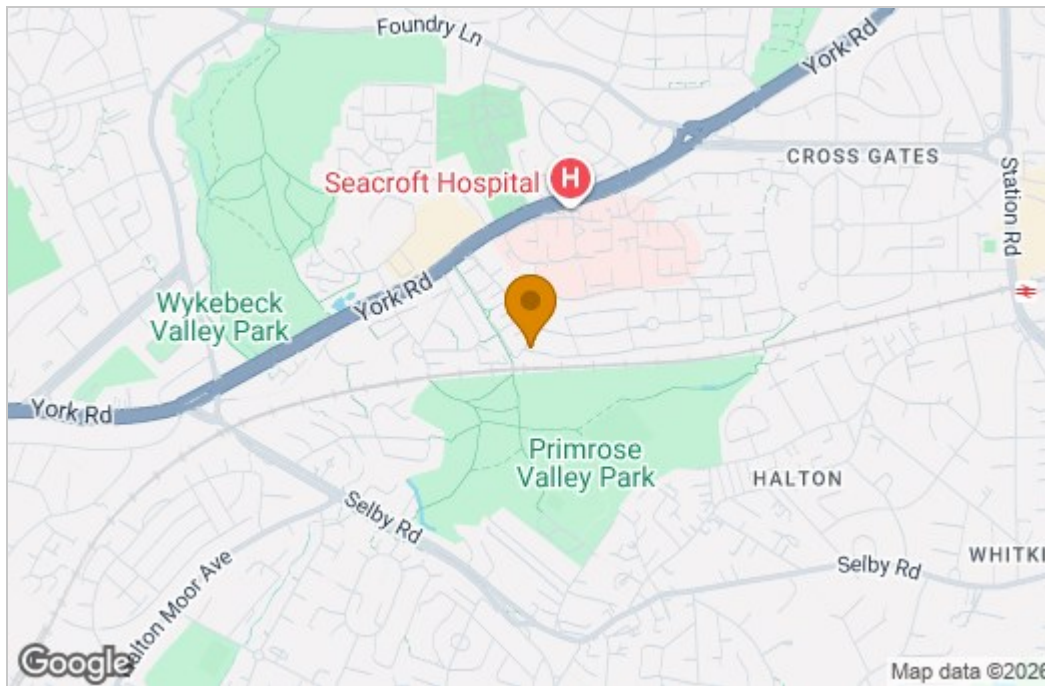 Foundry Ln
York Rd
CROSS GATES
Seacroft Hospital
H
Station Rd
Wykebeck
Valley Park
York Rd
York Rd
Primrose
Valley Park
HALTON
Selby Rd
Selby Rd
WHITKI
alton Moor Ave
Google
Map data ©2026